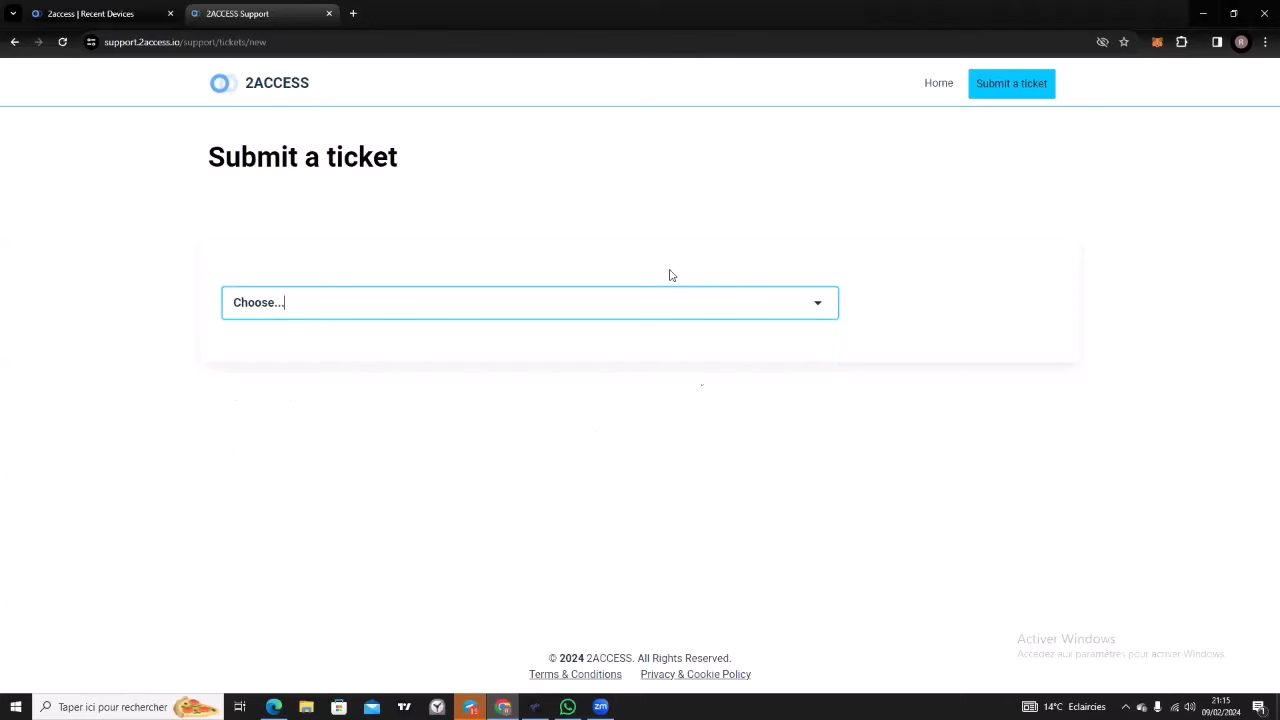 2access | Recent Devices
2ACCESS Support
support.2access.io/support/tickets/new
2ACCESS
Home
Submit a ticket
Submit a ticket
Choose...
© 2024 2ACCESS. All Rights Reserved.
Terms & Conditions
Privacy & Cookie Policy
Activer Windows
Accédez aux paramètres pour activer Windows.
Taper ici pour rechercher
14°C Eclaircies
21:15
09/02/2024